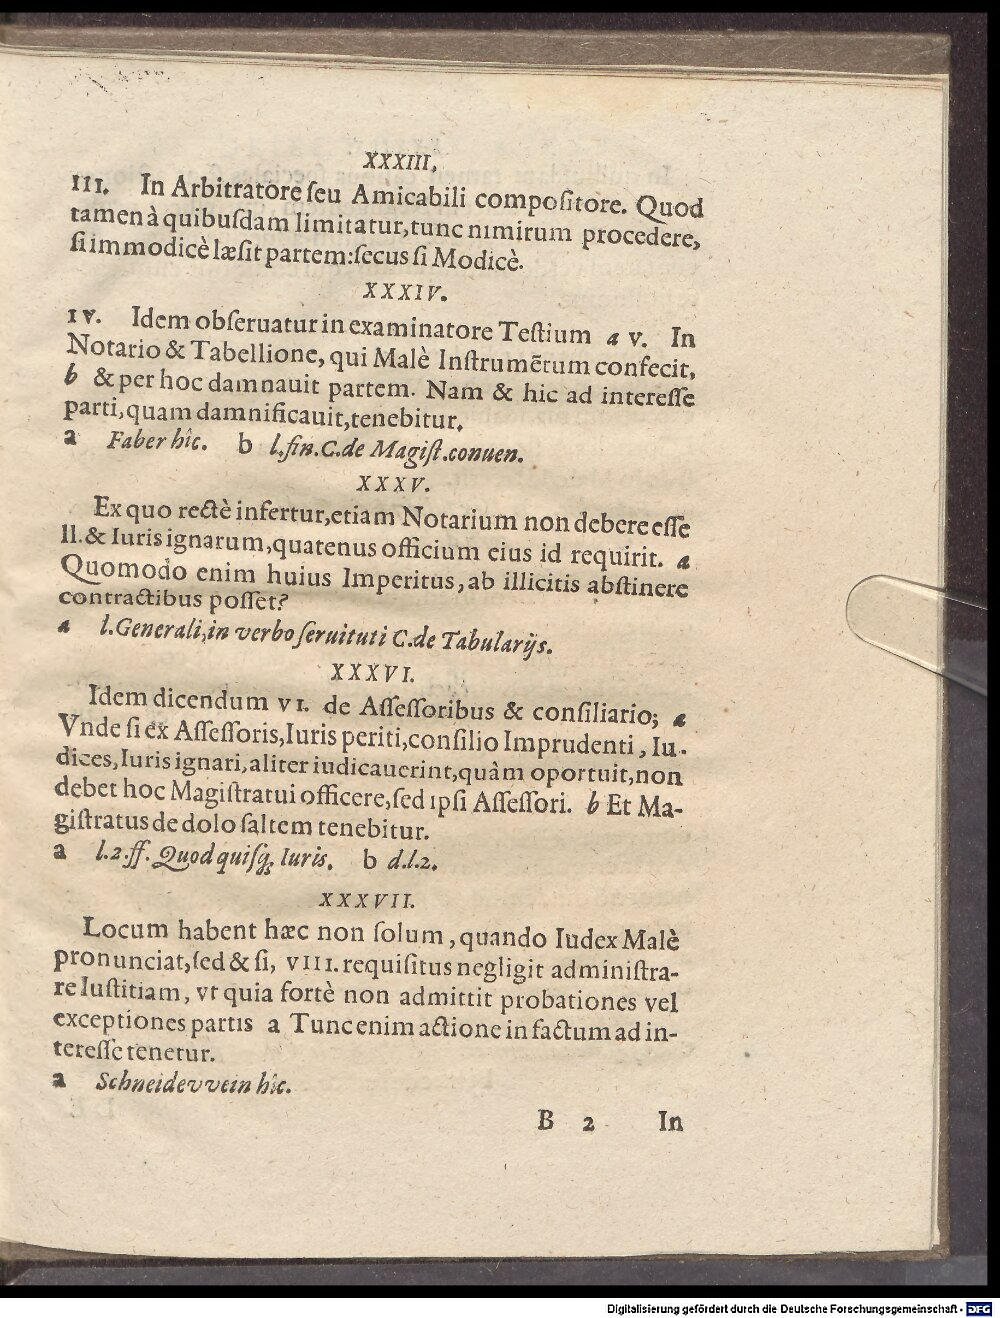 XXXIII.
III. In Arbitratore ſeu Amicabili compoſitore. Quod
tamen à quibuſdam limitatur, tunc nimirum procedere,
ſi immodicè læſit partem: ſecus ſi Modicè.
XXXIV.
IV. Idem obſeruatur in examinatore Teſtium a V. In
Notario & Tabellione, qui Malè Inſtrumẽtum confecit,
b & per hoc damnauit partem. Nam & hic ad intereſſe
parti, quam damnificauit, tenebitur.
a Faber hîc. b l. fin. C. de Magiſt. conuen.
XXXV.
Ex quo rectè infertur, etiam Notarium non debere eſſe
ll. & Iuris ignarum, quatenus officium eius id requirit. a
Quomodo enim huius Imperitus, ab illicitis abſtinere
contractibus poſſet?
a l. Generali, in verbo ſeruituti C. de Tabularijs.
XXXVI.
Idem dicendum VI. de Aſſeſſoribus & conſiliario; a
Vnde ſi ex Aſſeſſoris, Iuris periti, conſilio Imprudenti, Iu-
dices, Iuris ignari, aliter iudicauerint, quàm oportuit, non
debet hoc Magiſtratui officere, ſed ipſi Aſſeſſori. b Et Ma-
giſtratus de dolo ſaltem tenebitur.
a l. 2. ff. Quod quiſq; Iuris. b d. l. 2.
XXXVII.
Locum habent hæc non ſolum, quando Iudex Malè
pronunciat, ſed & ſi, VIII. requiſitus negligit adminiſtra-
re Iuſtitiam, vt quia fortè non admittit probationes vel
exceptiones partis a Tunc enim actione in factum ad in-
tereſſe tenetur.
a Schneidevvein hîc.
B 2 In
Digitalisierung gefördert durch die Deutsche Forschungsgemeinschaft - DFG